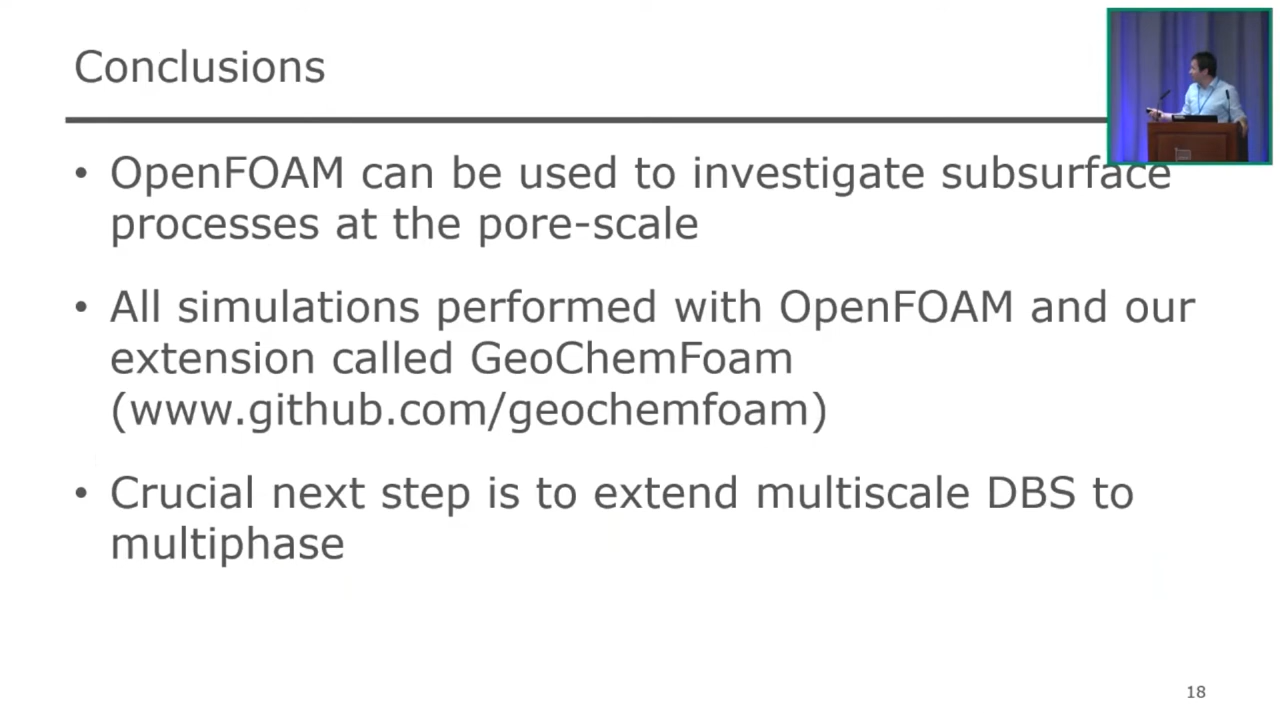 Conclusions
• OpenFOAM can be used to investigate subsurface
processes at the pore-scale
• All simulations performed with OpenFOAM and our
extension called GeoChemFoam
(www.github.com/geochemfoam)
• Crucial next step is to extend multiscale DBS to
multiphase
18